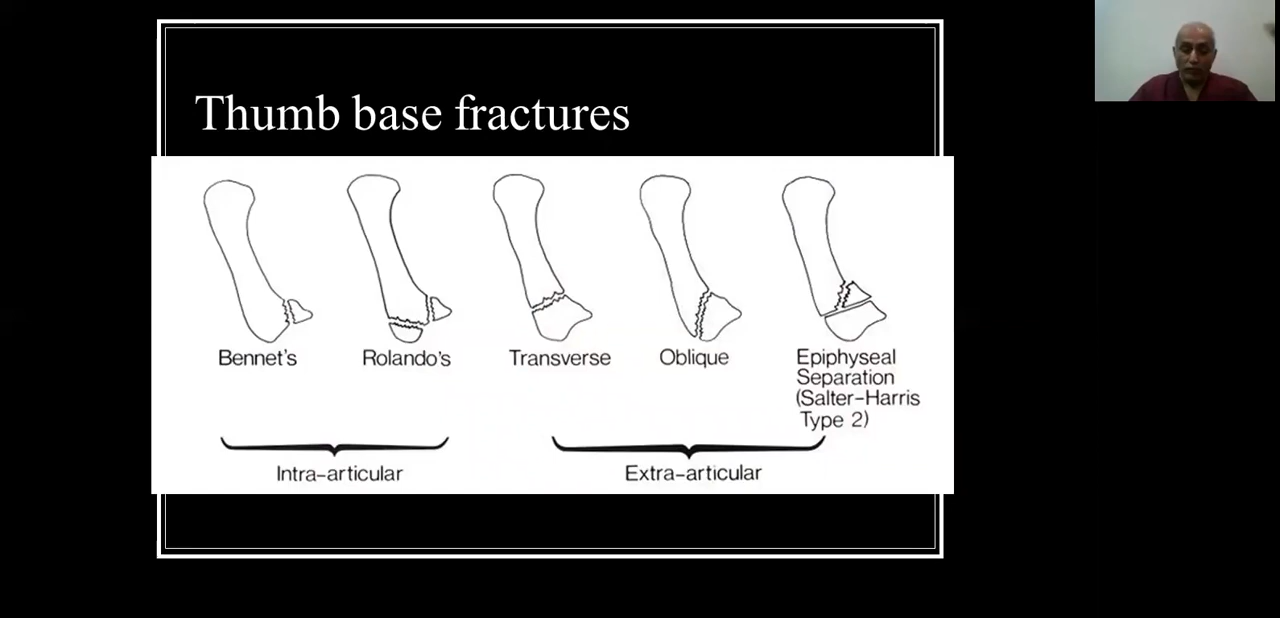 Thumb base fractures
Bennet's
Rolando's
Transverse
Oblique
Epiphyseal
Separation
(Salter-Harris
Type 2)
Intra-articular
Extra-articular